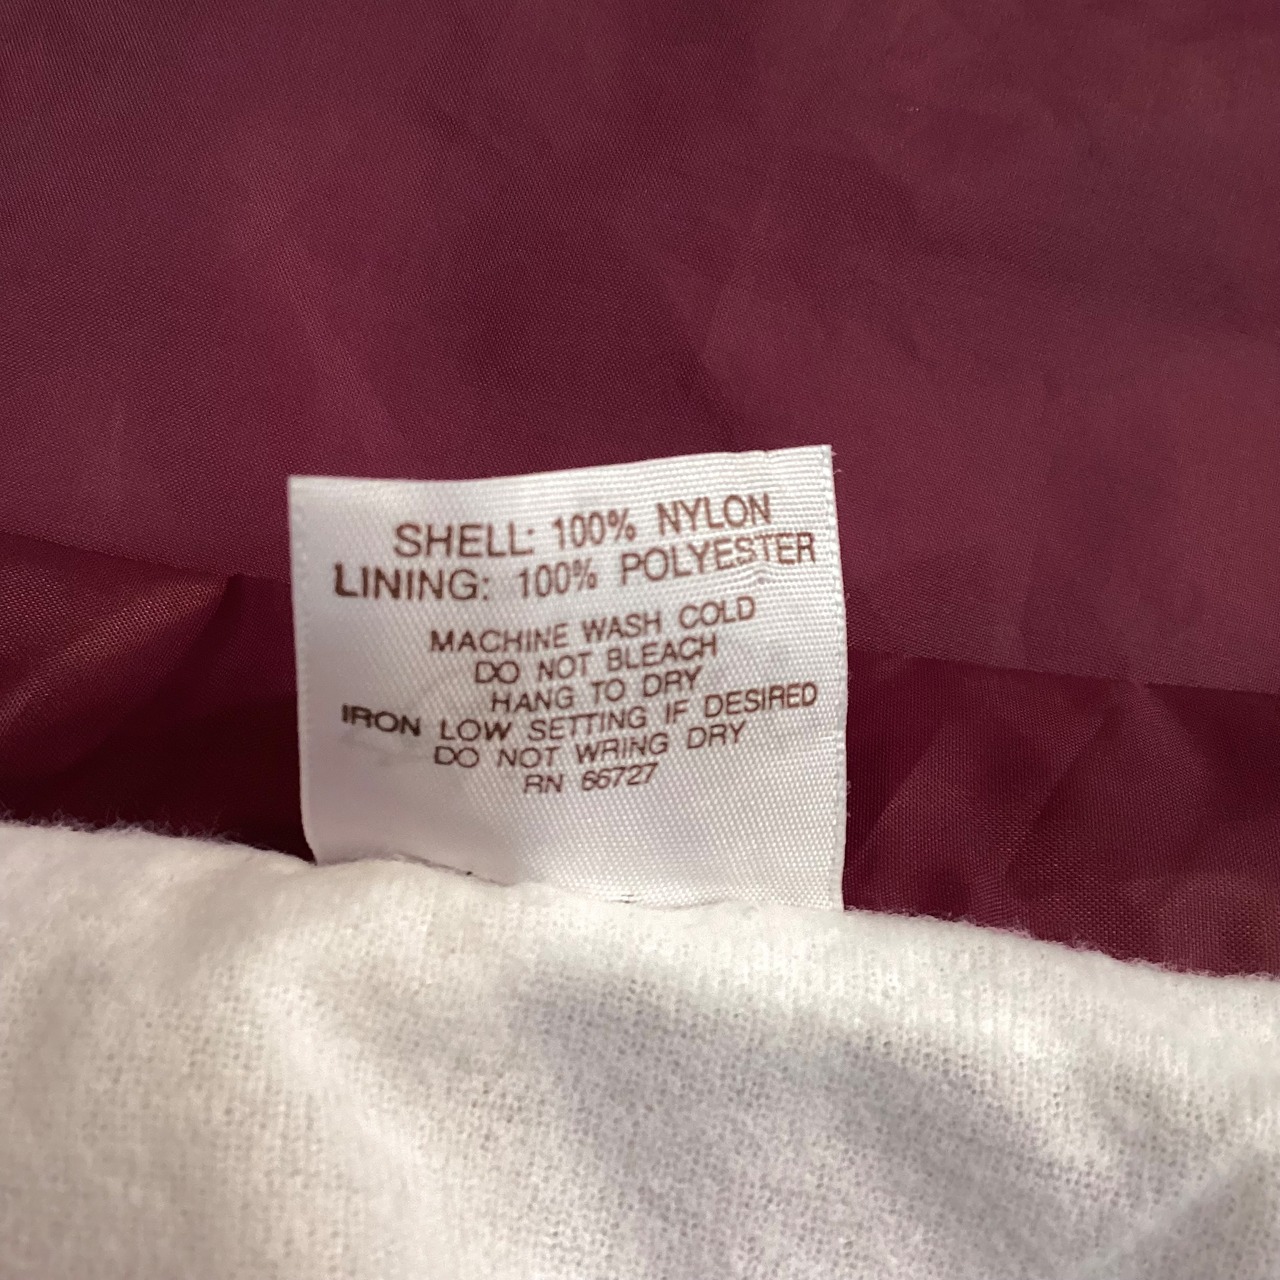 SHELL: 100% NYLON
LINING: 100% POLYESTER
MACHINE WASH COLD
DO NOT BLEACH
HANG TO DRY
IRON LOW SETTING IF DESIRED
DO NOT WRING DRY
RN 66727